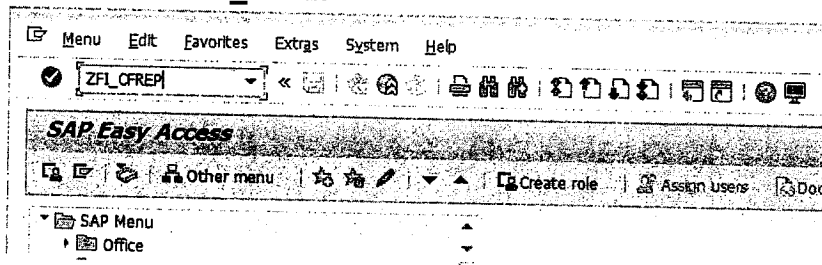 Menu Edit Favorites Extras System Help
ZFI_CFREP
SAP Easy Access
Other menu Create role Assign users Doc
SAP Menu
Office